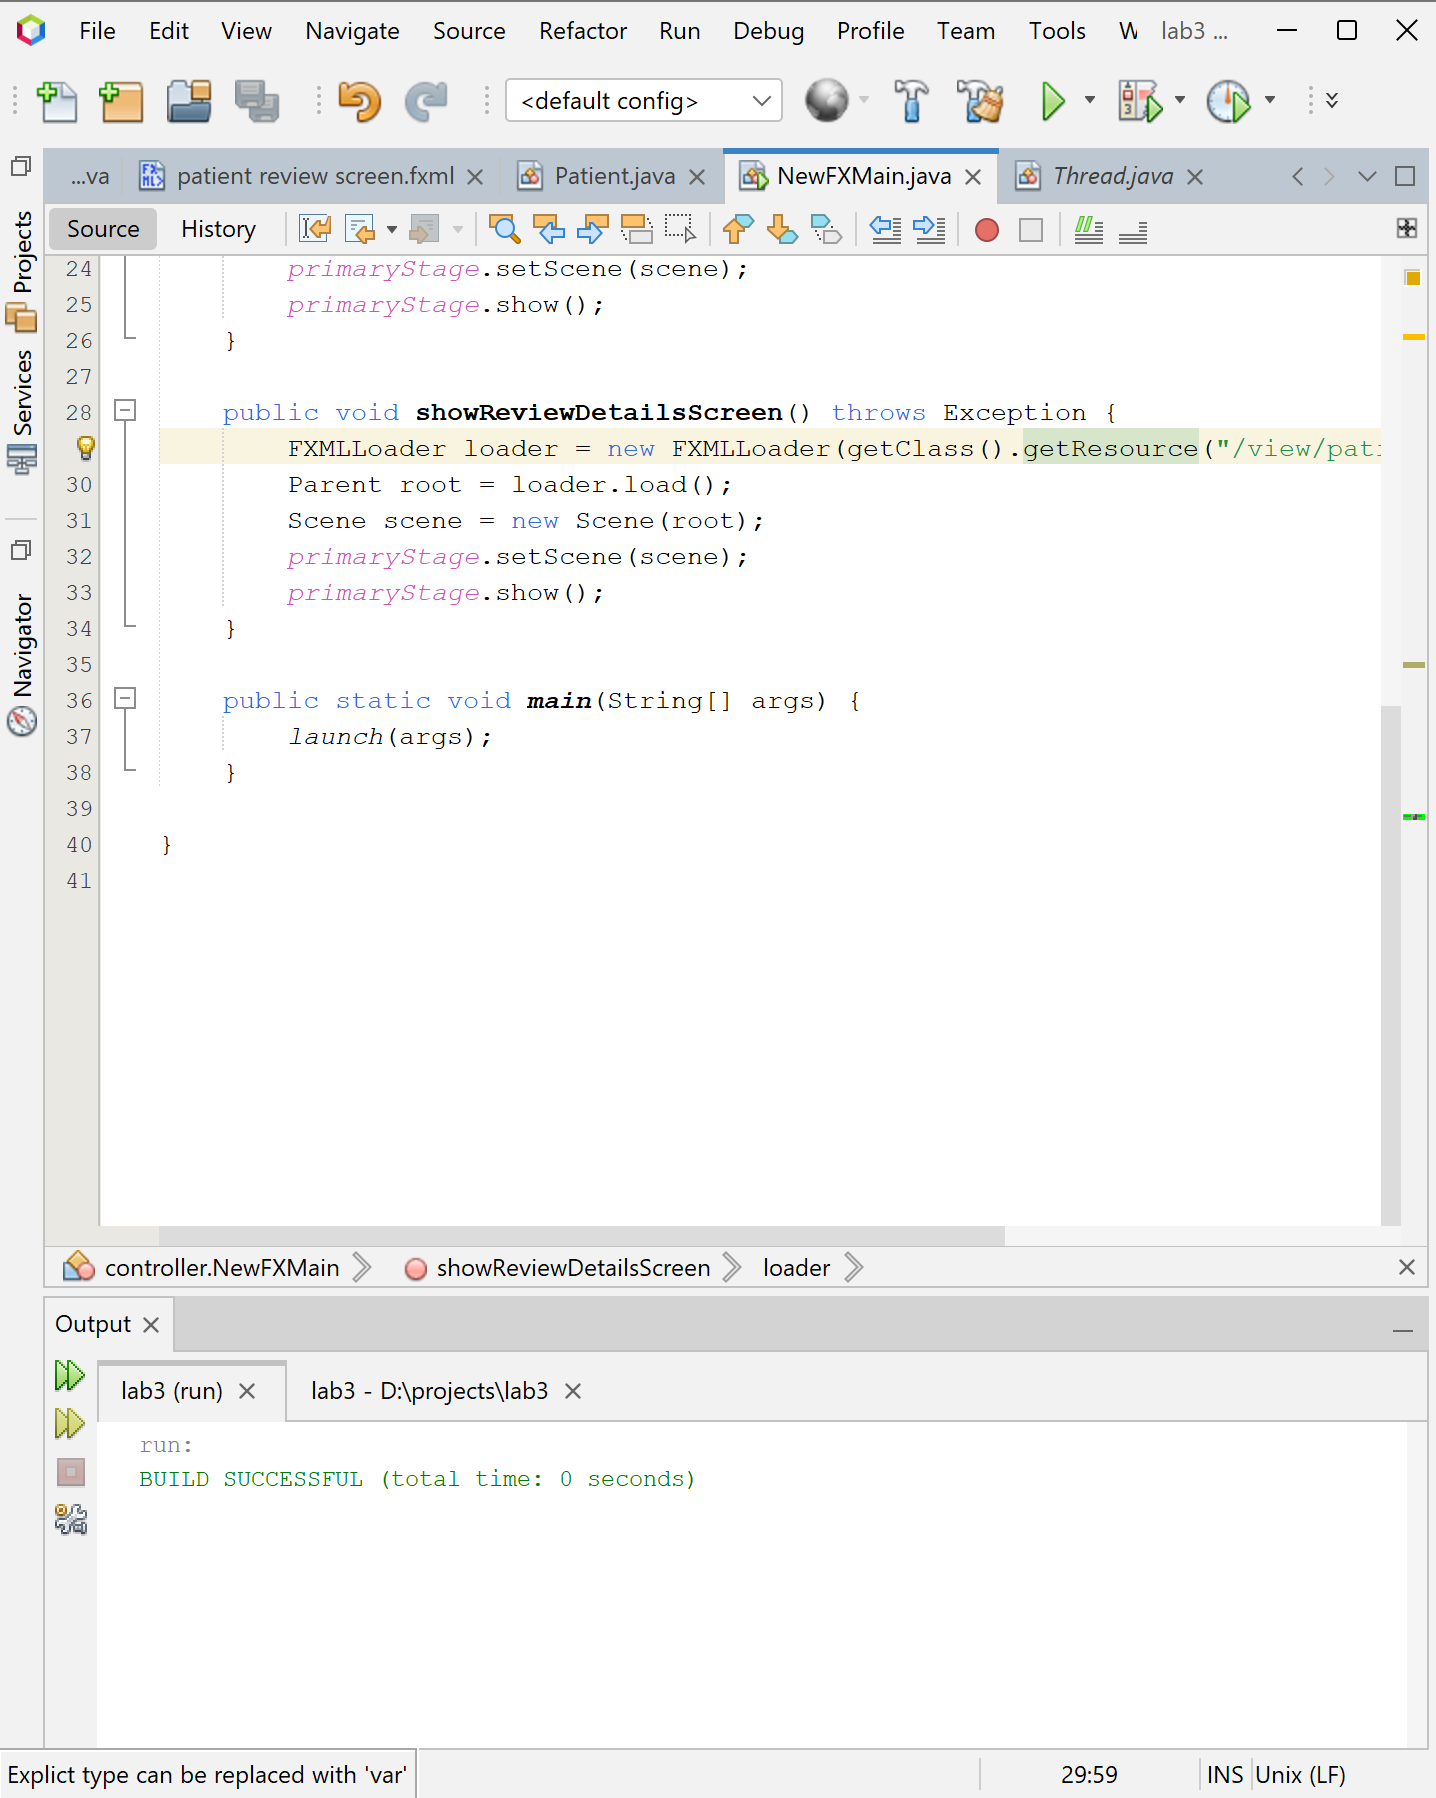 File Edit View Navigate Source Refactor Run Debug Profile Team Tools W lab3 ...
<default config>
...va patient review screen.fxml Patient.java NewFXMain.java Thread.java
Source History
Projects
Services
Navigator
24 primaryStage.setScene(scene);
25 primaryStage.show();
26 }
27
28 public void showReviewDetailsScreen() throws Exception {
FXMLLoader loader = new FXMLLoader(getClass().getResource("/view/pati
30 Parent root = loader.load();
31 Scene scene = new Scene(root);
32 primaryStage.setScene(scene);
33 primaryStage.show();
34 }
35
36 public static void main(String[] args) {
37 launch(args);
38 }
39
40 }
41
controller.NewFXMain showReviewDetailsScreen loader
Output
lab3 (run) lab3 - D:\projects\lab3
run:
BUILD SUCCESSFUL (total time: 0 seconds)
Explict type can be replaced with 'var' 29:59 INS Unix (LF)